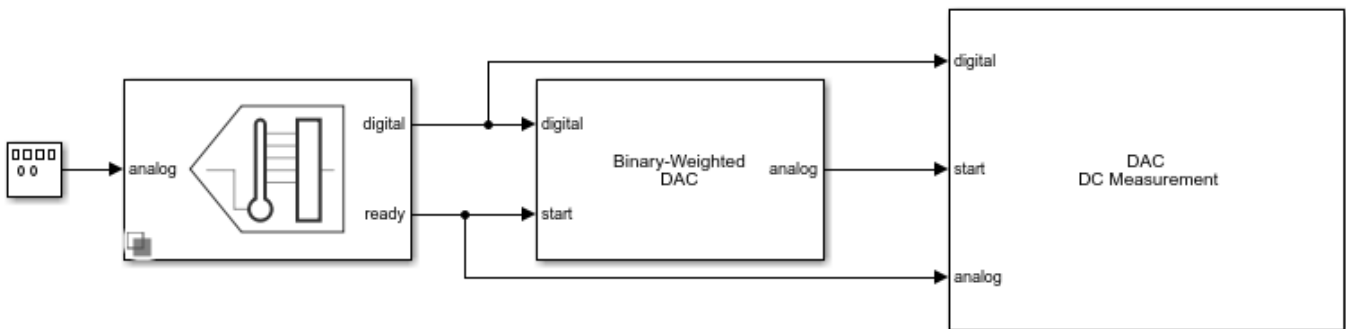 digital
digital
digital
analog
Binary-Weighted
DAC
analog
start
DAC
DC Measurement
ready
start
analog